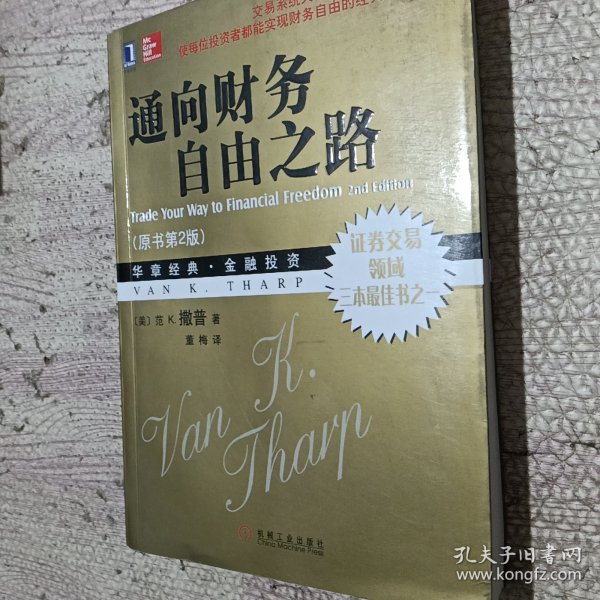 交易系统
使每位投资者都能实现财务自由的经
Mc
Graw
Hill
Education
通向财务
自由之路
Trade Your Way to Financial Freedom 2nd Edition
(原书第2版)
华章经典·金融投资
VAN K. THARP
证券交易
领域
三本最佳书之一
〔美〕范 K. 撒普 著
董梅 译
Van K.
Tharp
机械工业出版社
China Machine Press
孔夫子旧书网
www.kongfz.com